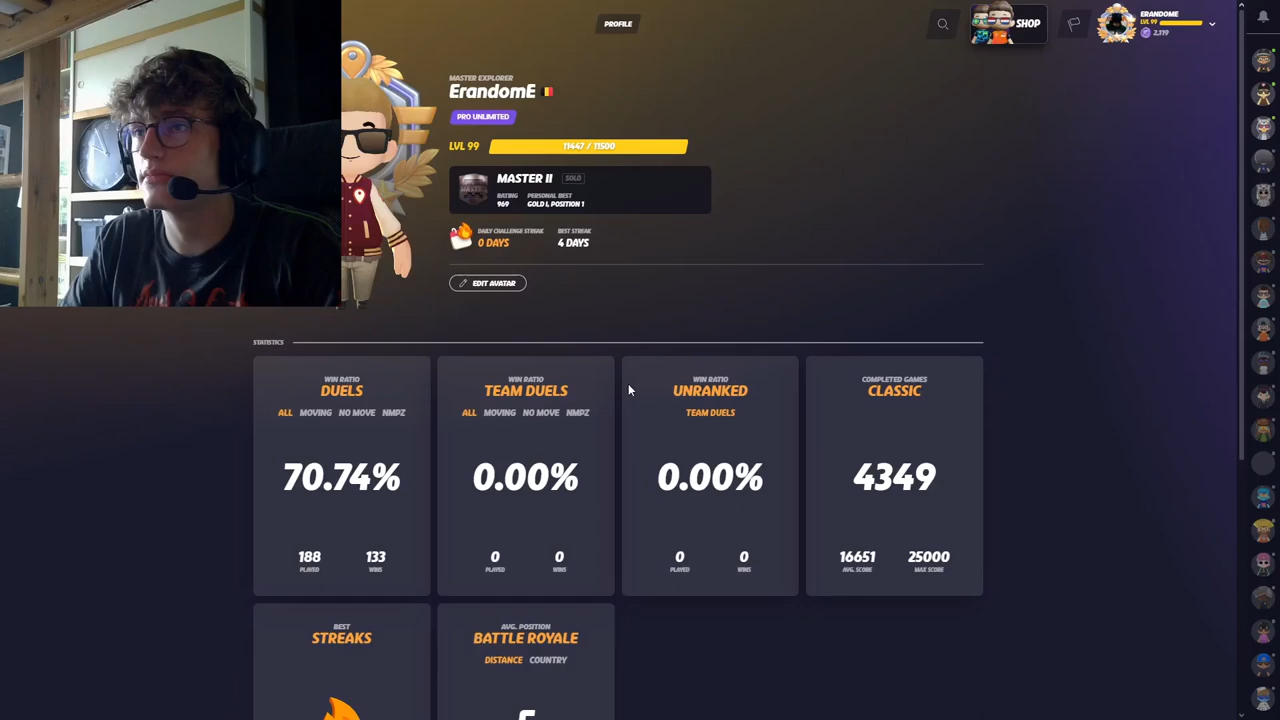 PROFILE
SHOP
ERANDOME
LVL 99
2,119
MASTER EXPLORER
ErandomE
PRO UNLIMITED
LVL 99
11447 / 11500
MASTER II SOLO
RATING PERSONAL BEST
969 GOLD I, POSITION 1
DAILY CHALLENGE STREAK BEST STREAK
0 DAYS 4 DAYS
EDIT AVATAR
STATISTICS
WIN RATIO
DUELS
ALL MOVING NO MOVE NMPZ
70.74%
188 133
PLAYED WINS
WIN RATIO
TEAM DUELS
ALL MOVING NO MOVE NMPZ
0.00%
0 0
PLAYED WINS
WIN RATIO
UNRANKED
TEAM DUELS
0.00%
0 0
PLAYED WINS
COMPLETED GAMES
CLASSIC
4349
16651 25000
AVG. SCORE MAX SCORE
BEST
STREAKS
AVG. POSITION
BATTLE ROYALE
DISTANCE COUNTRY